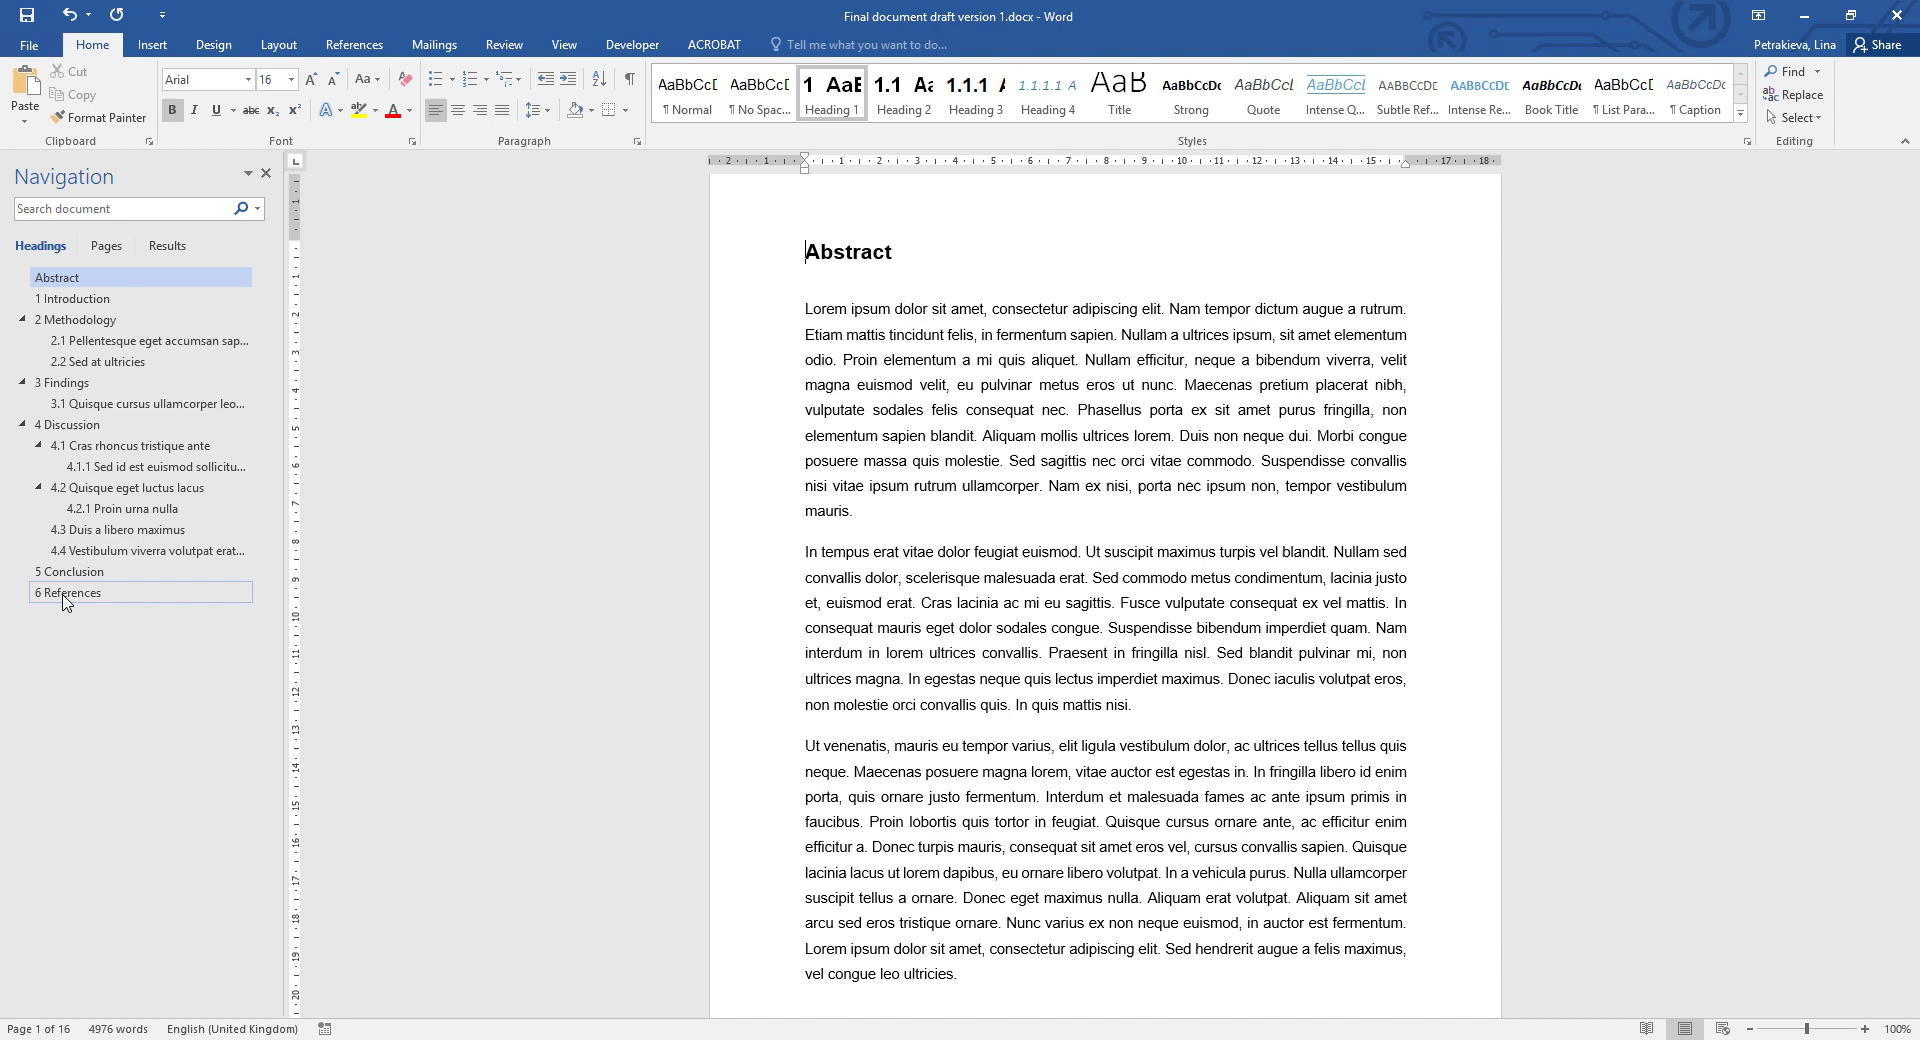 Final document draft version 1.docx - Word
File Home Insert Design Layout References Mailings Review View Developer ACROBAT Tell me what you want to do... Petrakieva, Lina Share
Paste
Cut
Copy
Format Painter
Clipboard
Arial 16
Font
Paragraph
AaBbCcI AaBbCcI 1 AaE 1.1 Aa 1.1.1 A 1.1.1.1 A AaB AaBbCcDc AaBbCcI AaBbCcI AABBCCDC AABBCCDC AaBbCcDc AaBbCcI AaBbCcDc
¶ Normal ¶ No Spac... Heading 1 Heading 2 Heading 3 Heading 4 Title Strong Quote Intense Q... Subtle Ref... Intense Re... Book Title ¶ List Para... ¶ Caption
Styles
Find
Replace
Select
Editing
Navigation
Search document
Headings Pages Results
Abstract
1 Introduction
2 Methodology
2.1 Pellentesque eget accumsan sap...
2.2 Sed at ultricies
3 Findings
3.1 Quisque cursus ullamcorper leo...
4 Discussion
4.1 Cras rhoncus tristique ante
4.1.1 Sed id est euismod sollicitu...
4.2 Quisque eget luctus lacus
4.2.1 Proin urna nulla
4.3 Duis a libero maximus
4.4 Vestibulum viverra volutpat erat...
5 Conclusion
6 References
Abstract
Lorem ipsum dolor sit amet, consectetur adipiscing elit. Nam tempor dictum augue a rutrum.
Etiam mattis tincidunt felis, in fermentum sapien. Nullam a ultrices ipsum, sit amet elementum
odio. Proin elementum a mi quis aliquet. Nullam efficitur, neque a bibendum viverra, velit
magna euismod velit, eu pulvinar metus eros ut nunc. Maecenas pretium placerat nibh,
vulputate sodales felis consequat nec. Phasellus porta ex sit amet purus fringilla, non
elementum sapien blandit. Aliquam mollis ultrices lorem. Duis non neque dui. Morbi congue
posuere massa quis molestie. Sed sagittis nec orci vitae commodo. Suspendisse convallis
nisi vitae ipsum rutrum ullamcorper. Nam ex nisi, porta nec ipsum non, tempor vestibulum
mauris.
In tempus erat vitae dolor feugiat euismod. Ut suscipit maximus turpis vel blandit. Nullam sed
convallis dolor, scelerisque malesuada erat. Sed commodo metus condimentum, lacinia justo
et, euismod erat. Cras lacinia ac mi eu sagittis. Fusce vulputate consequat ex vel mattis. In
consequat mauris eget dolor sodales congue. Suspendisse bibendum imperdiet quam. Nam
interdum in lorem ultrices convallis. Praesent in fringilla nisl. Sed blandit pulvinar mi, non
ultrices magna. In egestas neque quis lectus imperdiet maximus. Donec iaculis volutpat eros,
non molestie orci convallis quis. In quis mattis nisi.
Ut venenatis, mauris eu tempor varius, elit ligula vestibulum dolor, ac ultrices tellus tellus quis
neque. Maecenas posuere magna lorem, vitae auctor est egestas in. In fringilla libero id enim
porta, quis ornare justo fermentum. Interdum et malesuada fames ac ante ipsum primis in
faucibus. Proin lobortis quis tortor in feugiat. Quisque cursus ornare ante, ac efficitur enim
efficitur a. Donec turpis mauris, consequat sit amet eros vel, cursus convallis sapien. Quisque
lacinia lacus ut lorem dapibus, eu ornare libero volutpat. In a vehicula purus. Nulla ullamcorper
suscipit tellus a ornare. Donec eget maximus nulla. Aliquam erat volutpat. Aliquam sit amet
arcu sed eros tristique ornare. Nunc varius ex non neque euismod, in auctor est fermentum.
Lorem ipsum dolor sit amet, consectetur adipiscing elit. Sed hendrerit augue a felis maximus,
vel congue leo ultricies.
Page 1 of 16 4976 words English (United Kingdom) 100%